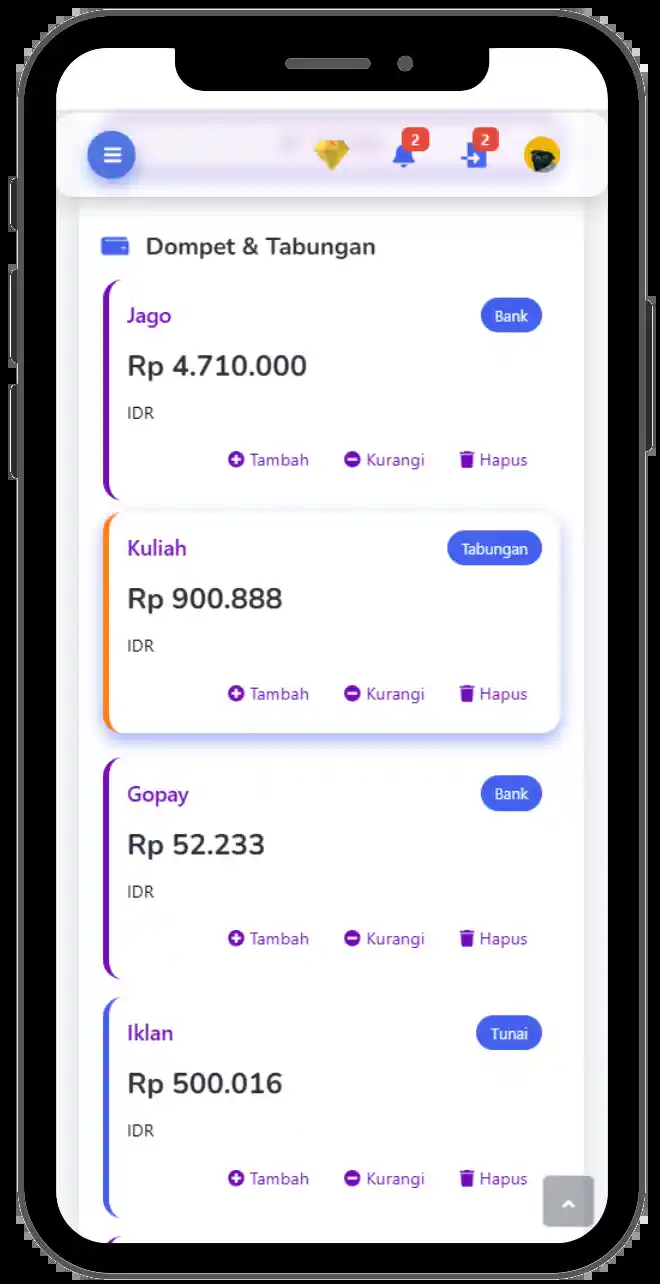 2 2
Dompet & Tabungan
Jago Bank
Rp 4.710.000
IDR
Tambah Kurangi Hapus
Kuliah Tabungan
Rp 900.888
IDR
Tambah Kurangi Hapus
Gopay Bank
Rp 52.233
IDR
Tambah Kurangi Hapus
Iklan Tunai
Rp 500.016
IDR
Tambah Kurangi Hapus